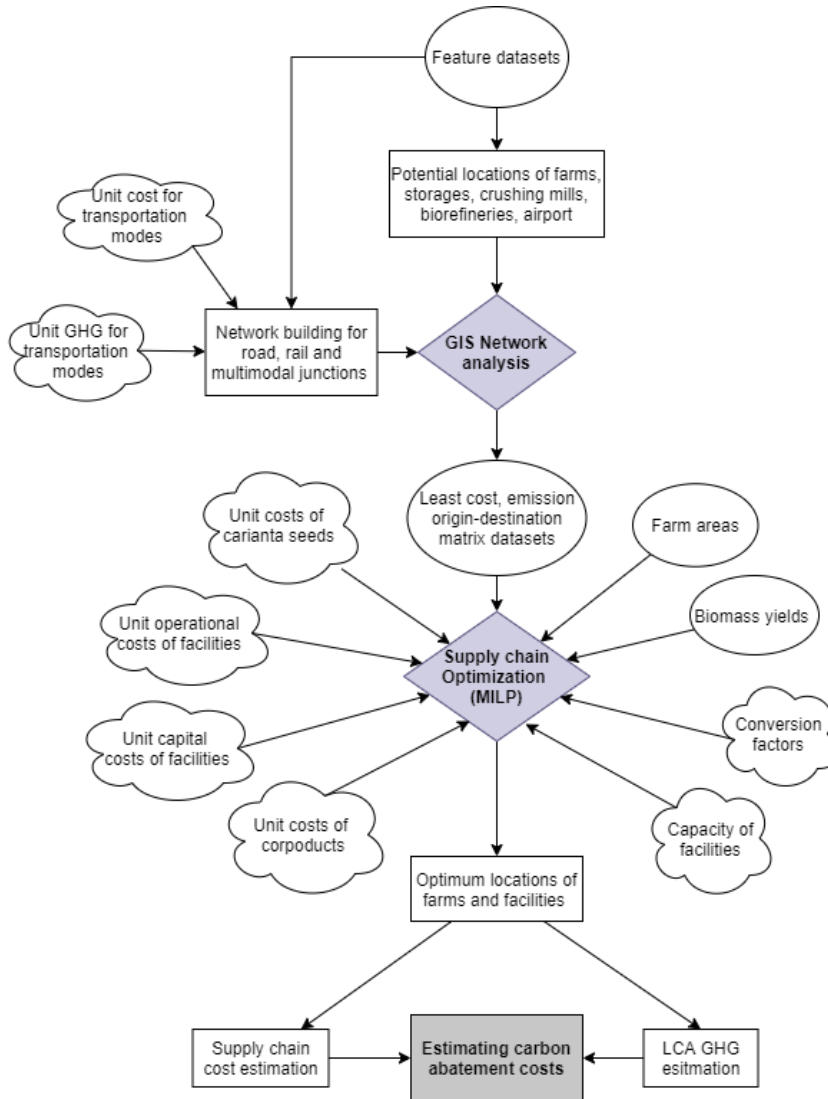 Feature datasets
Potential locations of farms,
storages, crushing mills,
biorefineries, airport
Unit cost for
transportation
modes
Unit GHG for
transportation
modes
Network building for
road, rail and
multimodal junctions
GIS Network
analysis
Least cost, emission
origin-destination
matrix datasets
Unit costs of
carianta seeds
Farm areas
Unit operational
costs of facilities
Biomass yields
Supply chain
Optimization
(MILP)
Unit capital
costs of facilities
Conversion
factors
Unit costs of
corpoducts
Capacity of
facilities
Optimum locations of
farms and facilities
Supply chain
cost estimation
Estimating carbon
abatement costs
LCA GHG
esitmation